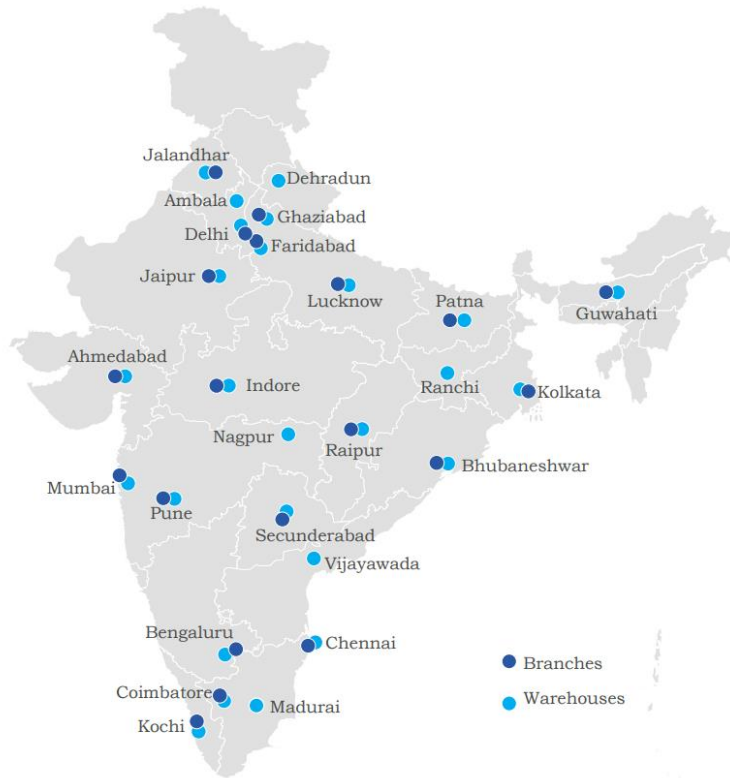 Jalandhar
Dehradun
Ambala
Ghaziabad
Delhi
Faridabad
Jaipur
Lucknow
Patna
Guwahati
Ahmedabad
Indore
Ranchi
Kolkata
Nagpur
Raipur
Bhubaneshwar
Mumbai
Pune
Secunderabad
Vijayawada
Bengaluru
Chennai
Branches
Coimbatore
Warehouses
Madurai
Kochi